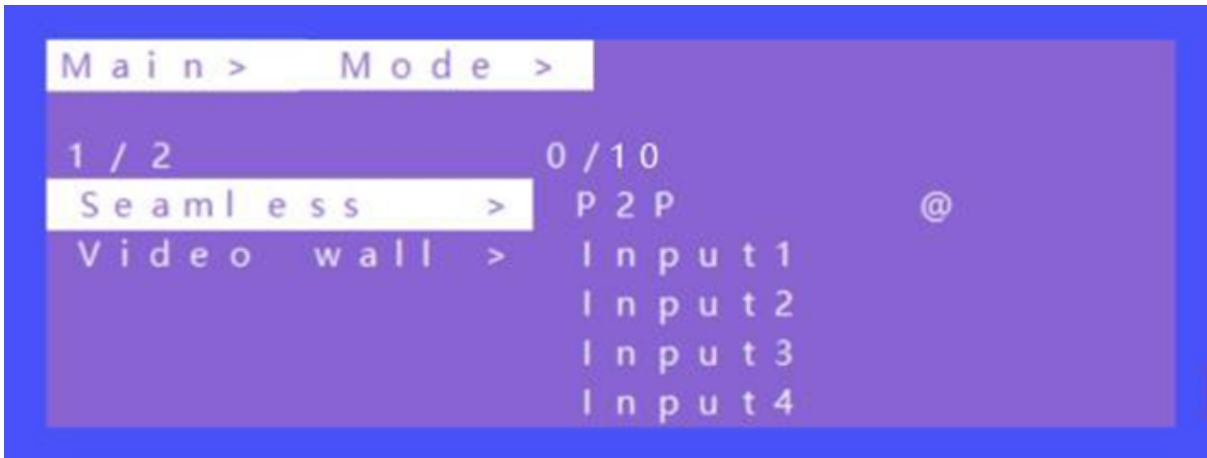 Main> Mode >
1/2 0/10
Seamless > P2P @
Video wall > Input1
Input2
Input3
Input4